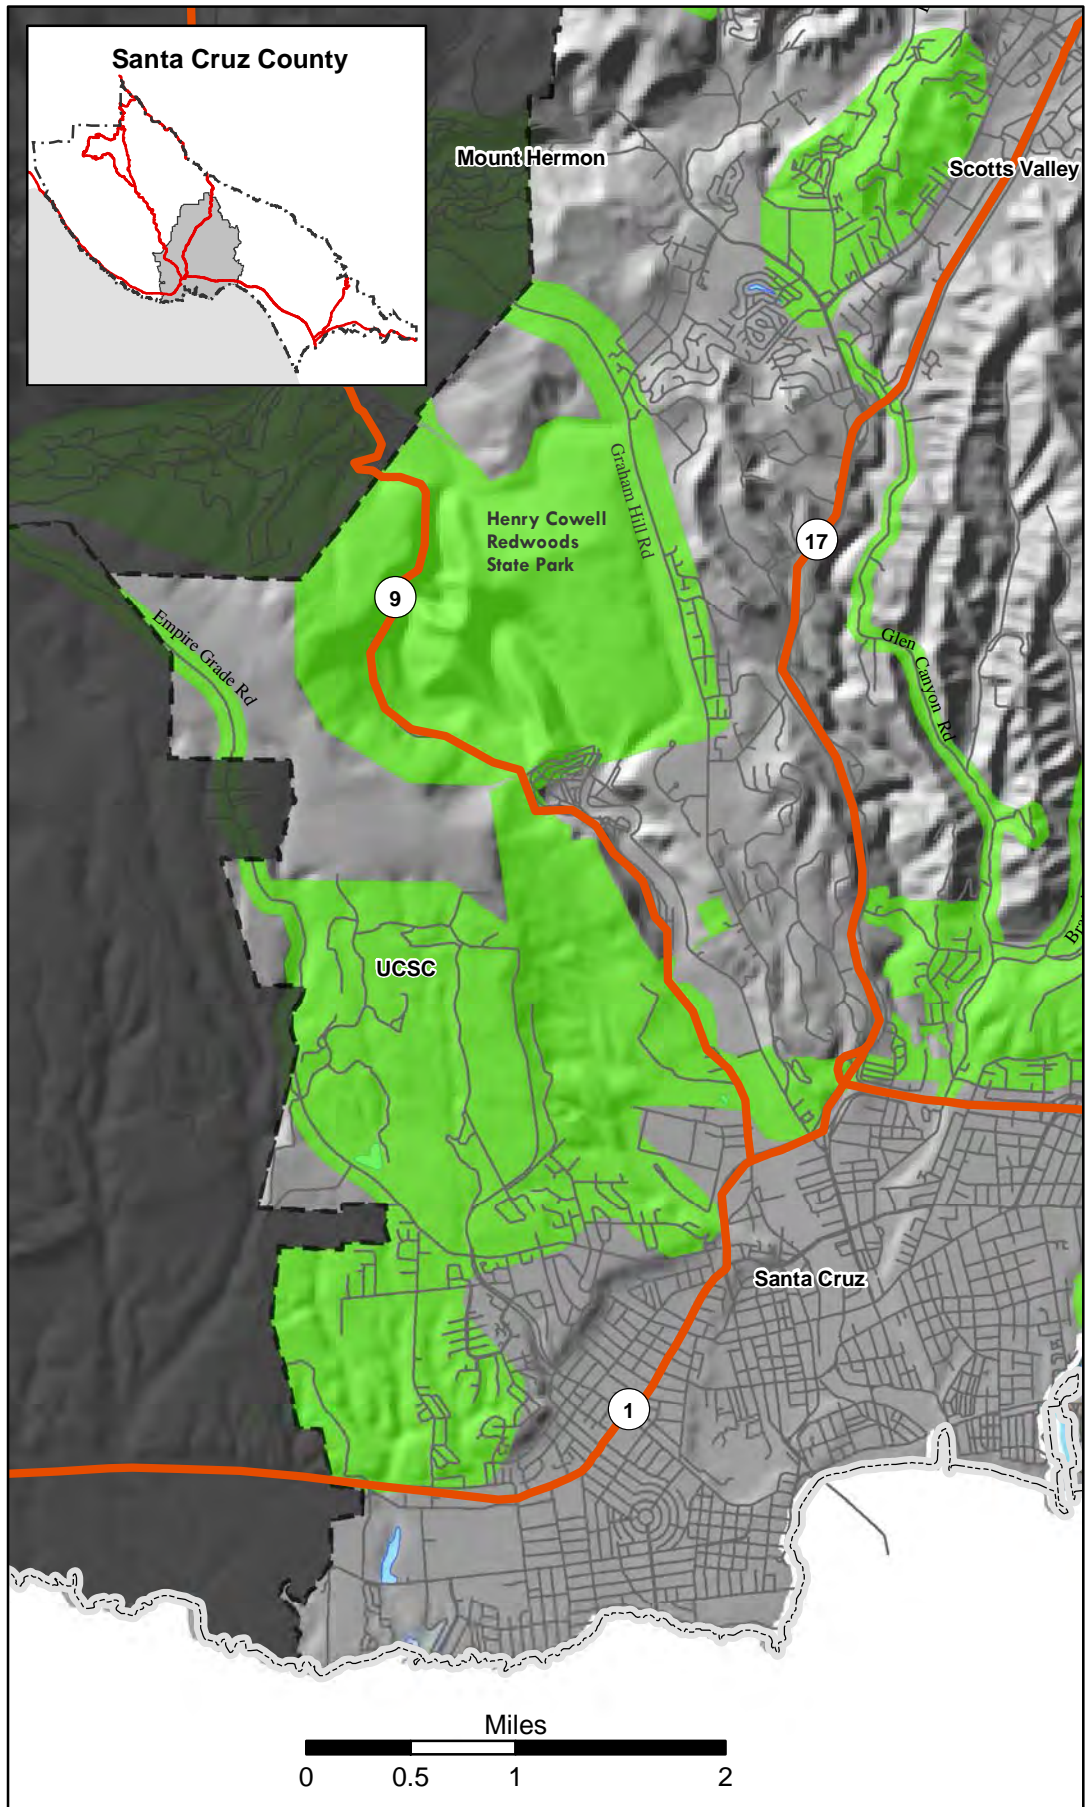 Santa Cruz County
Mount Hermon
Scotts Valley
Graham Hill Rd
Henry Cowell
Redwoods
State Park
17
9
Empire Grade Rd
Glen Canyon Rd
UCSC
Santa Cruz
1
Miles
0 0.5 1 2